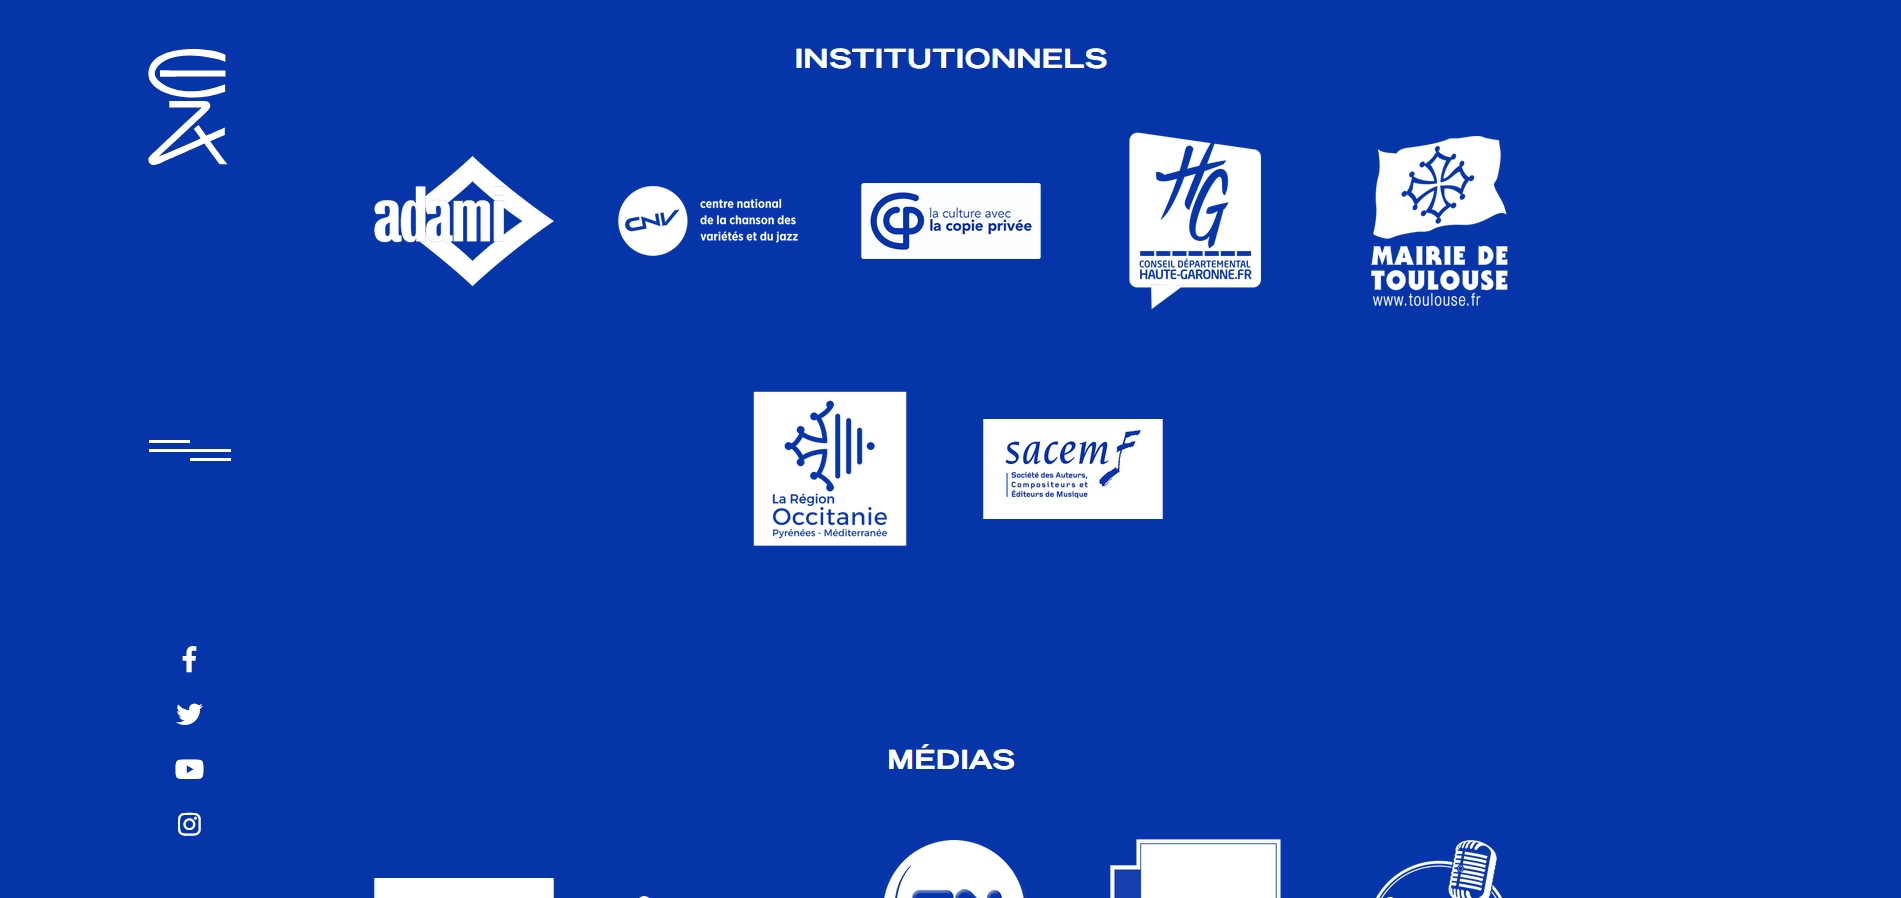 INSTITUTIONNELS
adami
CNV
centre national
de la chanson des
variétés et du jazz
la culture avec
la copie privée
HG
CONSEIL DÉPARTEMENTAL
HAUTE-GARONNE.FR
MAIRIE DE
TOULOUSE
www.toulouse.fr
La Région
Occitanie
Pyrénées - Méditerranée
sacem
Société des Auteurs,
Compositeurs et
Éditeurs de Musique
MÉDIAS